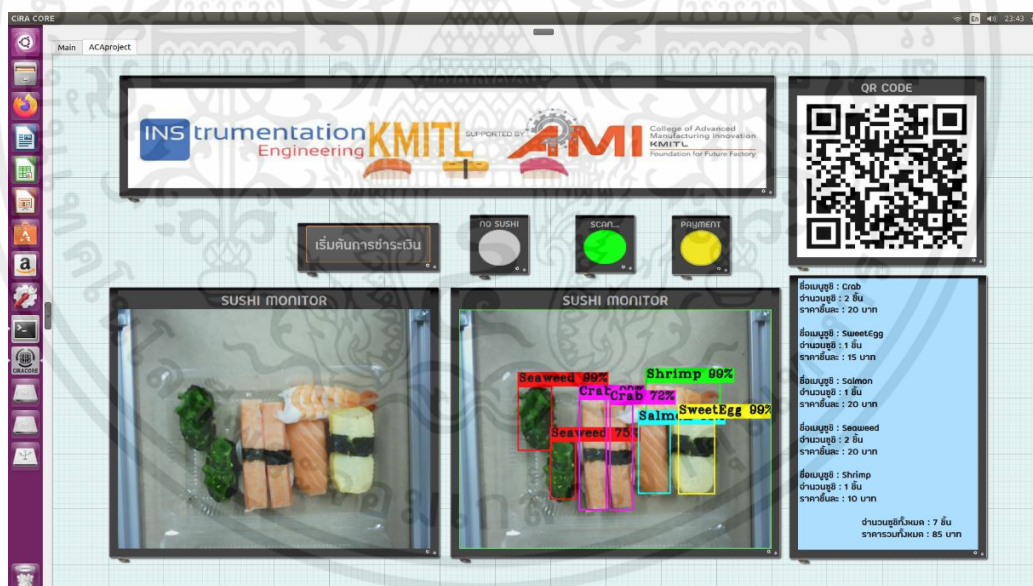 CiRA CORE
En
23:43
Main
ACAproject
INS trumentation
Engineering
KMITL
SUPPORTED BY
AMI
College of Advanced
Manufacturing Innovation
KMITL
Foundation for Future Factory
QR CODE
เริ่มต้นการชำระเงิน
NO SUSHI
SCAN...
PAYMENT
SUSHI MONITOR
SUSHI MONITOR
Seaweed 99%
Crab
Crab 72%
Shrimp 99%
SweetEgg 99%
Seaweed 75%
ชื่อเมนูซูชิ : Crab
จำนวนซูชิ : 2 ชิ้น
ราคาชิ้นละ : 20 บาท
ชื่อเมนูซูชิ : SweetEgg
จำนวนซูชิ : 1 ชิ้น
ราคาชิ้นละ : 15 บาท
ชื่อเมนูซูชิ : Salmon
จำนวนซูชิ : 1 ชิ้น
ราคาชิ้นละ : 20 บาท
ชื่อเมนูซูชิ : Seaweed
จำนวนซูชิ : 2 ชิ้น
ราคาชิ้นละ : 20 บาท
ชื่อเมนูซูชิ : Shrimp
จำนวนซูชิ : 1 ชิ้น
ราคาชิ้นละ : 10 บาท
จำนวนซูชิทั้งหมด : 7 ชิ้น
ราคารวมทั้งหมด : 85 บาท
CIRACORE